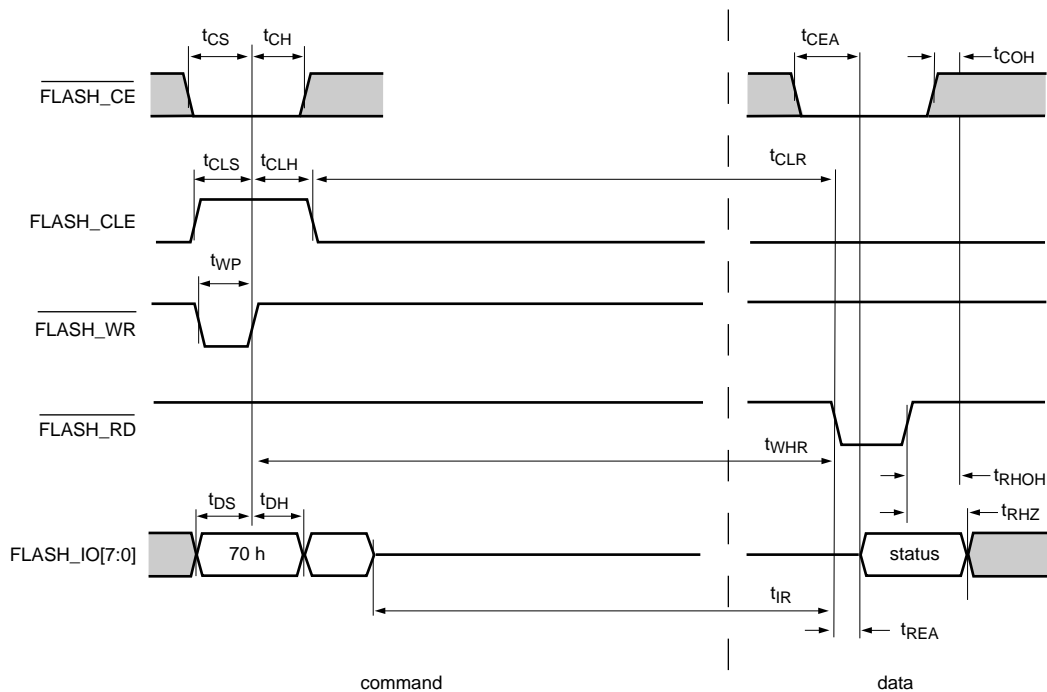 tCS tCH tCEA tCOH
FLASH_CE
tCLS tCLH tCLR
FLASH_CLE
tWP
FLASH_WR
FLASH_RD
tWHR
tRHOH
tDS tDH tRHZ
FLASH_IO[7:0] 70 h status
tIR
tREA
command data